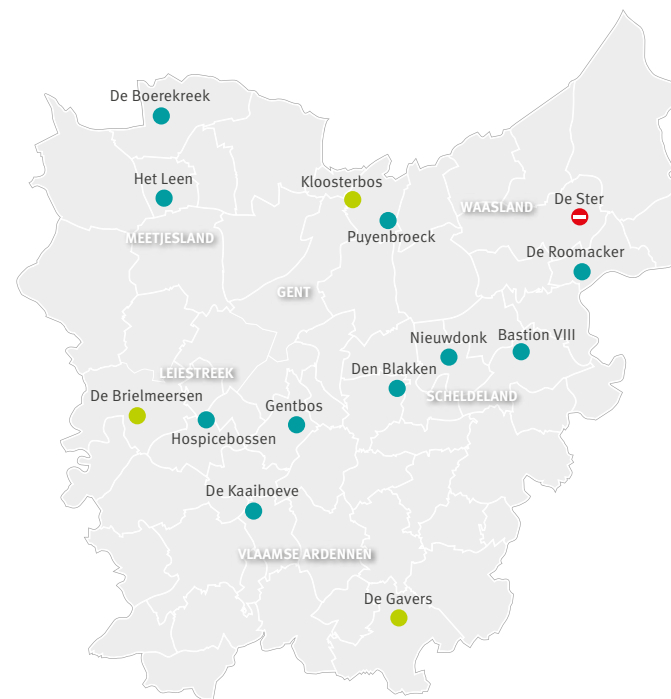 De Boerekreek
Het Leen
Kloosterbos
De Ster
WAASLAND
MEETJESLAND
Puyenbroeck
De Roomacker
GENT
Nieuwdonk
Bastion VIII
LEIESTREEK
Den Blakken
De Brielmeersen
SCHELDELAND
Gentbos
Hospicebossen
De Kaaihoeve
VLAAMSE ARDENNEN
De Gavers